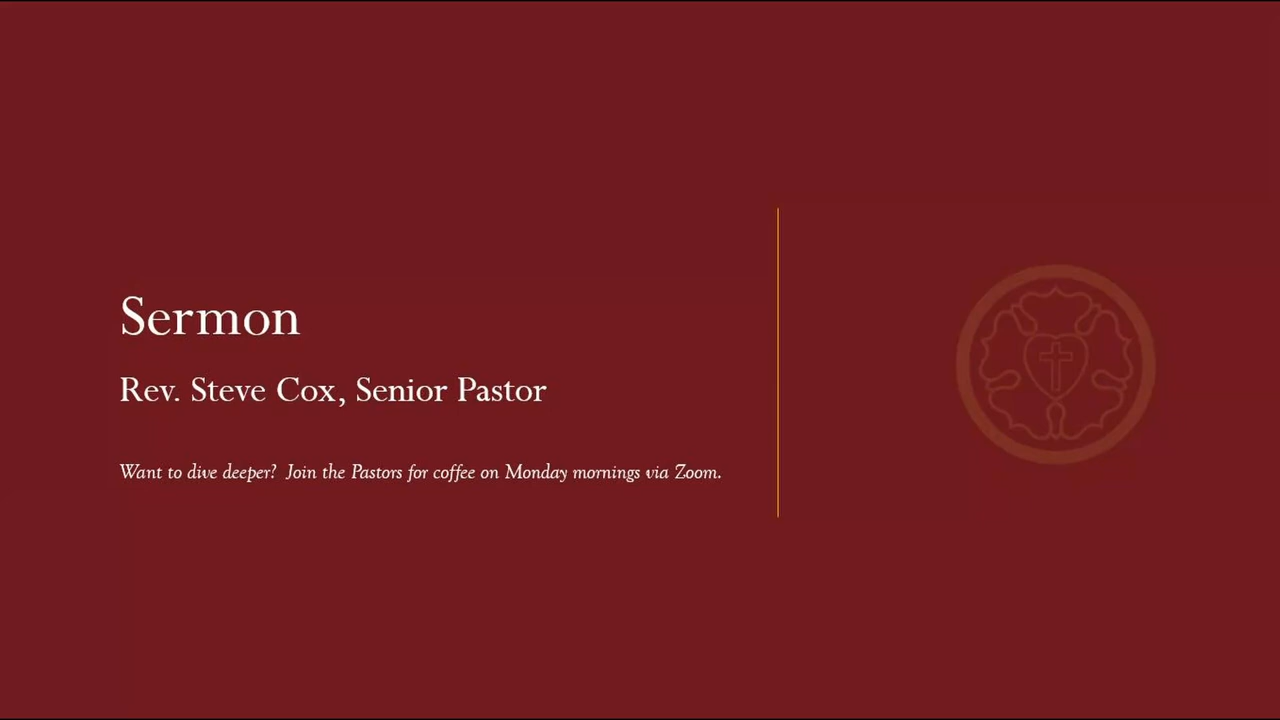 Sermon
Rev. Steve Cox, Senior Pastor
Want to dive deeper?  Join the Pastors for coffee on Monday mornings via Zoom.